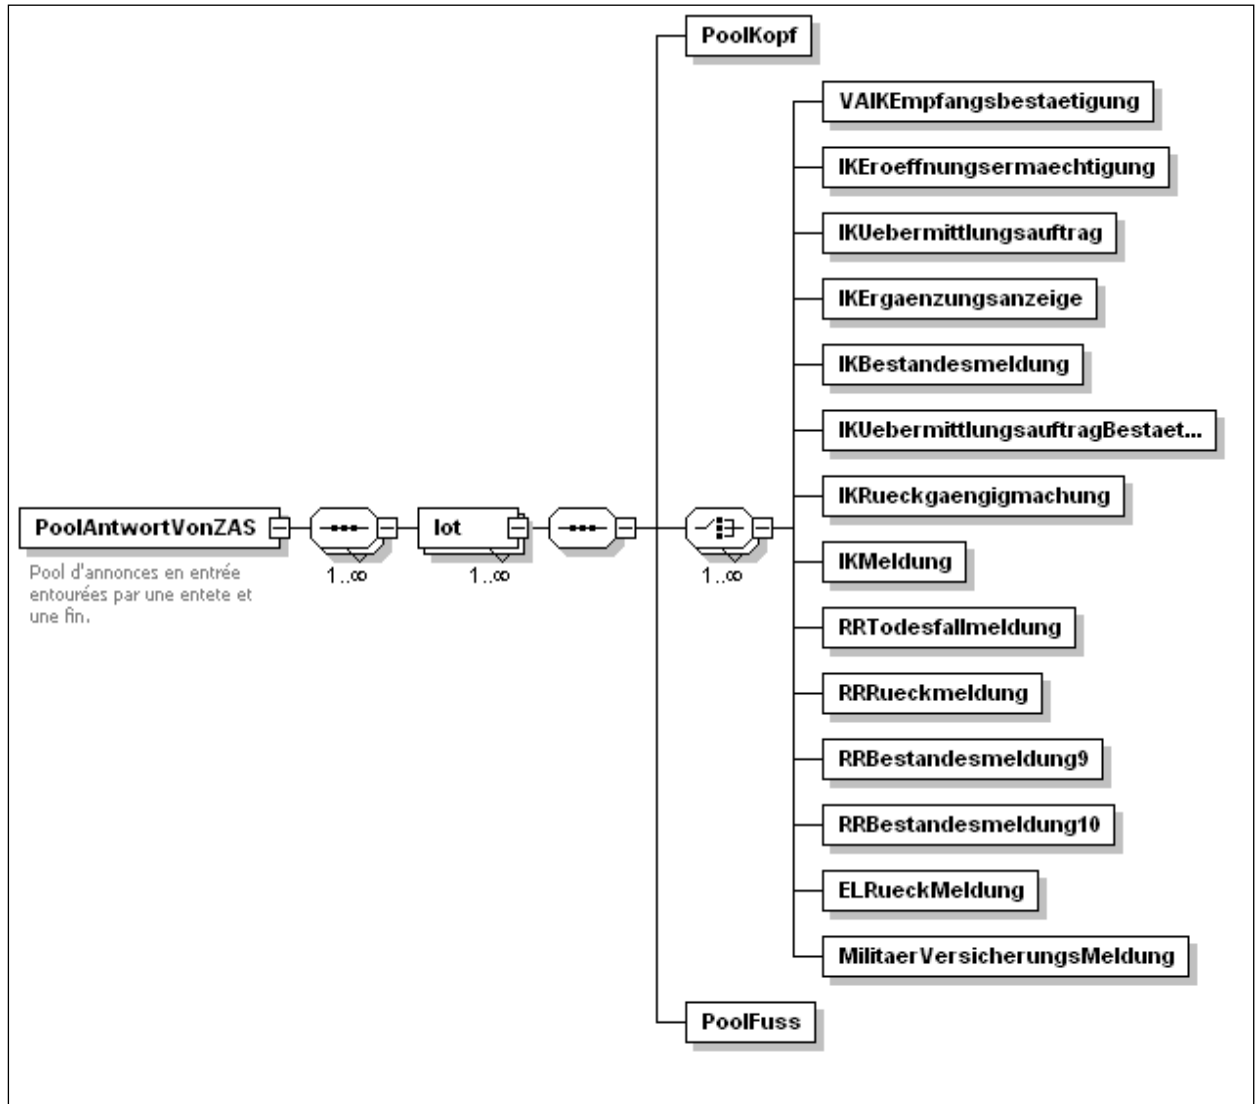 PoolKopf
VAIKEmpfangsbestaetigung
IKEroeffnungsermaechtigung
IKUebermittlungsauftrag
IKErgaenzungsanzeige
IKBestandesmeldung
IKUebermittlungsauftragBestaet...
IKRueckgaengigmachung
PoolAntwortVonZAS
lot
Pool d'annonces en entrée
entourées par une entete et
une fin.
1..∞
1..∞
1..∞
IKMeldung
RRTodesfallmeldung
RRRueckmeldung
RRBestandesmeldung9
RRBestandesmeldung10
ELRueckMeldung
MilitaerVersicherungsMeldung
PoolFuss